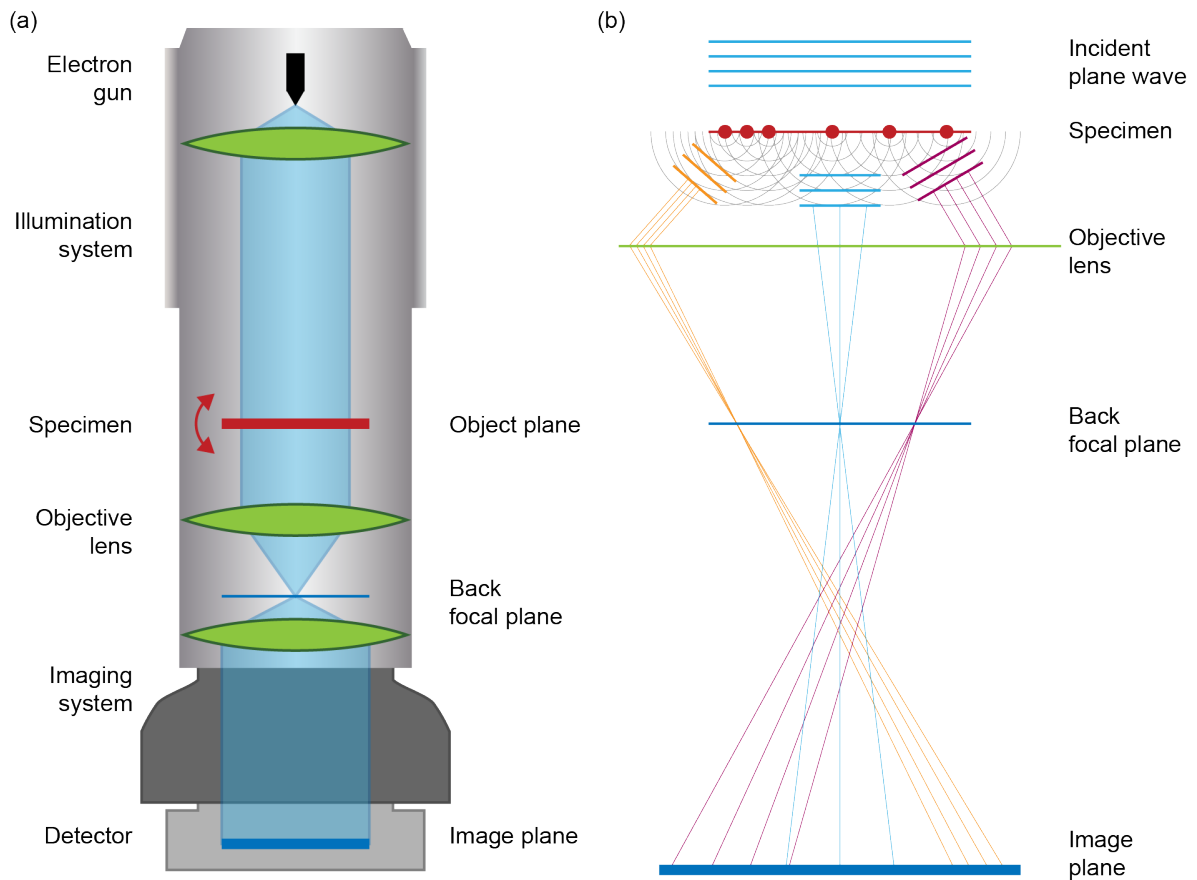 (a)
Electron
gun
Illumination
system
Specimen
Object plane
Objective
lens
Back
focal plane
Imaging
system
Detector
Image plane
(b)
Incident
plane wave
Specimen
Objective
lens
Back
focal plane
Image
plane